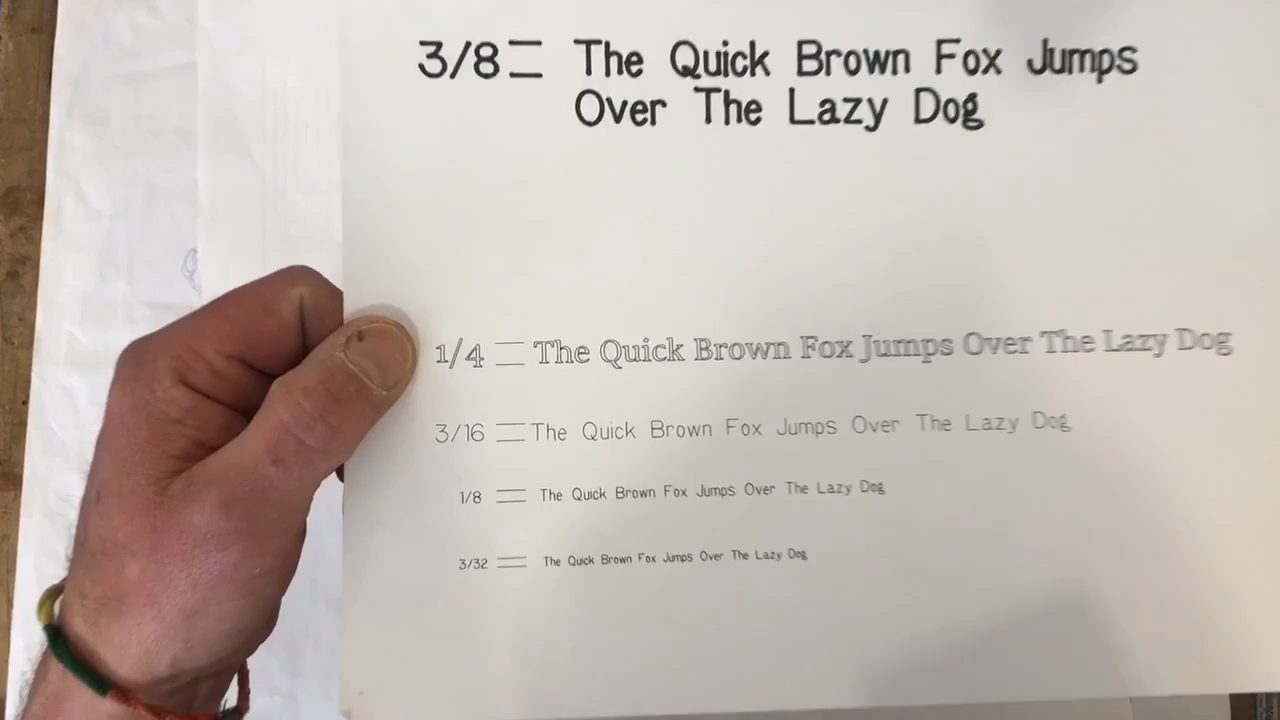 3/8 The Quick Brown Fox Jumps
Over The Lazy Dog
1/4 The Quick Brown Fox Jumps Over The Lazy Dog
3/16 The Quick Brown Fox Jumps Over The Lazy Dog
1/8 The Quick Brown Fox Jumps Over The Lazy Dog
3/32 The Quick Brown Fox Jumps Over The Lazy Dog